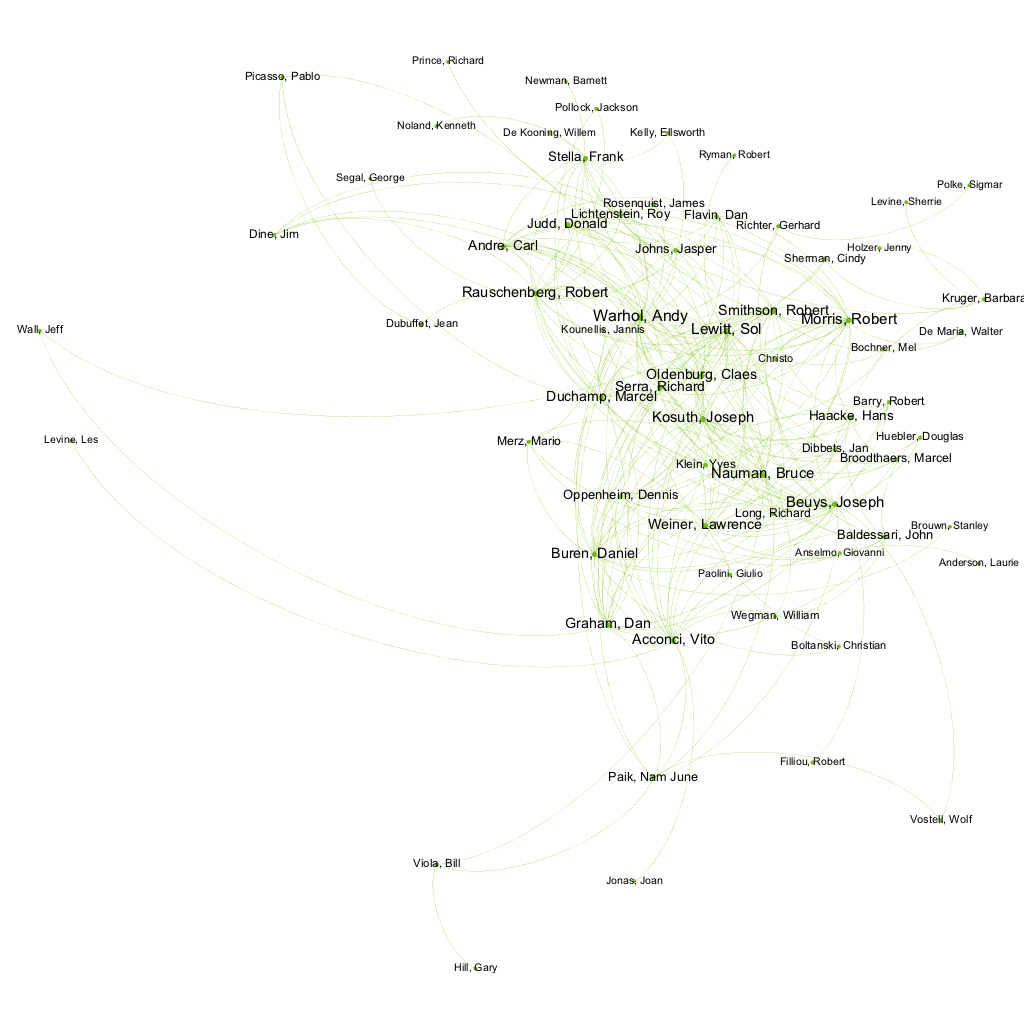 Prince, Richard
Picasso, Pablo
Newman, Barnett
Pollock, Jackson
Noland, Kenneth
De Kooning, Willem
Kelly, Ellsworth
Stella, Frank
Ryman, Robert
Segal, George
Polke, Sigmar
Levine, Sherrie
Rosenquist, James
Lichtenstein, Roy
Flavin, Dan
Judd, Donald
Richter, Gerhard
Dine, Jim
Andre, Carl
Johns, Jasper
Holzer, Jenny
Sherman, Cindy
Rauschenberg, Robert
Kruger, Barbara
Smithson, Robert
Warhol, Andy
Morris, Robert
Dubuffet, Jean
Wall, Jeff
Kounellis, Jannis
Lewitt, Sol
De Maria, Walter
Bochner, Mel
Christo
Oldenburg, Claes
Serra, Richard
Duchamp, Marcel
Barry, Robert
Kosuth, Joseph
Haacke, Hans
Huebler, Douglas
Levine, Les
Merz, Mario
Dibbets, Jan
Broodthaers, Marcel
Klein, Yves
Nauman, Bruce
Oppenheim, Dennis
Beuys, Joseph
Long, Richard
Weiner, Lawrence
Brouwn, Stanley
Baldessari, John
Buren, Daniel
Anselmo, Giovanni
Anderson, Laurie
Paolini, Giulio
Wegman, William
Graham, Dan
Acconci, Vito
Boltanski, Christian
Filliou, Robert
Paik, Nam June
Vostell, Wolf
Viola, Bill
Jonas, Joan
Hill, Gary